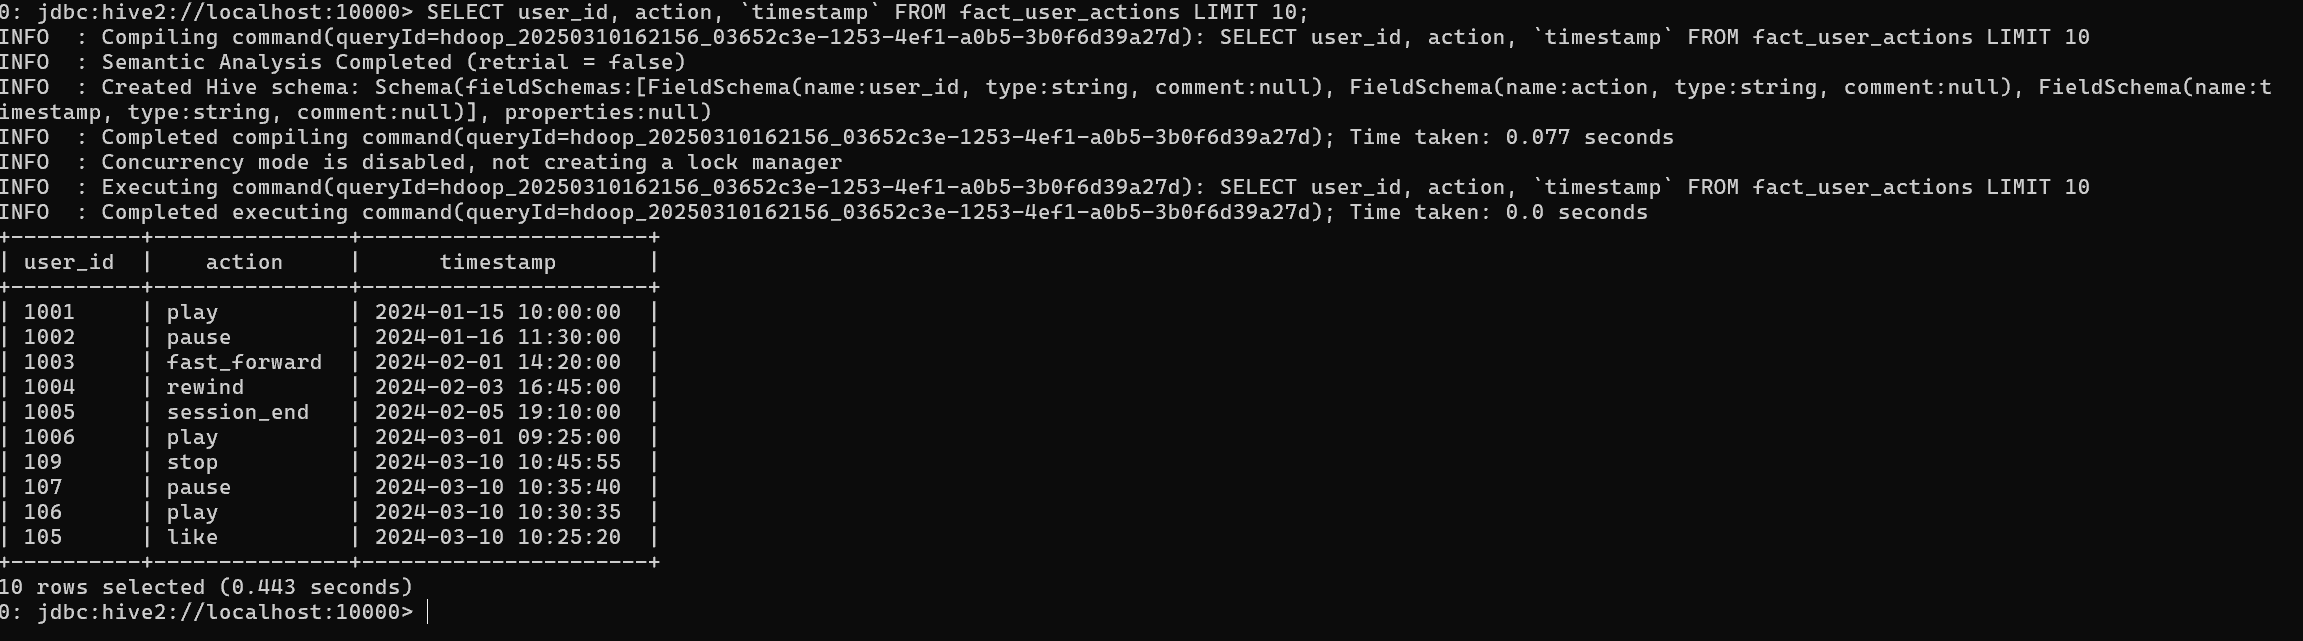 0: jdbc:hive2://localhost:10000> SELECT user_id, action, `timestamp` FROM fact_user_actions LIMIT 10;
INFO  : Compiling command(queryId=hdoop_20250310162156_03652c3e-1253-4ef1-a0b5-3b0f6d39a27d): SELECT user_id, action, `timestamp` FROM fact_user_actions LIMIT 10
INFO  : Semantic Analysis Completed (retrial = false)
INFO  : Created Hive schema: Schema(fieldSchemas:[FieldSchema(name:user_id, type:string, comment:null), FieldSchema(name:action, type:string, comment:null), FieldSchema(name:t
imestamp, type:string, comment:null)], properties:null)
INFO  : Completed compiling command(queryId=hdoop_20250310162156_03652c3e-1253-4ef1-a0b5-3b0f6d39a27d); Time taken: 0.077 seconds
INFO  : Concurrency mode is disabled, not creating a lock manager
INFO  : Executing command(queryId=hdoop_20250310162156_03652c3e-1253-4ef1-a0b5-3b0f6d39a27d): SELECT user_id, action, `timestamp` FROM fact_user_actions LIMIT 10
INFO  : Completed executing command(queryId=hdoop_20250310162156_03652c3e-1253-4ef1-a0b5-3b0f6d39a27d); Time taken: 0.0 seconds
+----------+---------------+----------------------+
| user_id  |    action     |      timestamp       |
+----------+---------------+----------------------+
| 1001     | play          | 2024-01-15 10:00:00  |
| 1002     | pause         | 2024-01-16 11:30:00  |
| 1003     | fast_forward  | 2024-02-01 14:20:00  |
| 1004     | rewind        | 2024-02-03 16:45:00  |
| 1005     | session_end   | 2024-02-05 19:10:00  |
| 1006     | play          | 2024-03-01 09:25:00  |
| 109      | stop          | 2024-03-10 10:45:55  |
| 107      | pause         | 2024-03-10 10:35:40  |
| 106      | play          | 2024-03-10 10:30:35  |
| 105      | like          | 2024-03-10 10:25:20  |
+----------+---------------+----------------------+
10 rows selected (0.443 seconds)
0: jdbc:hive2://localhost:10000>